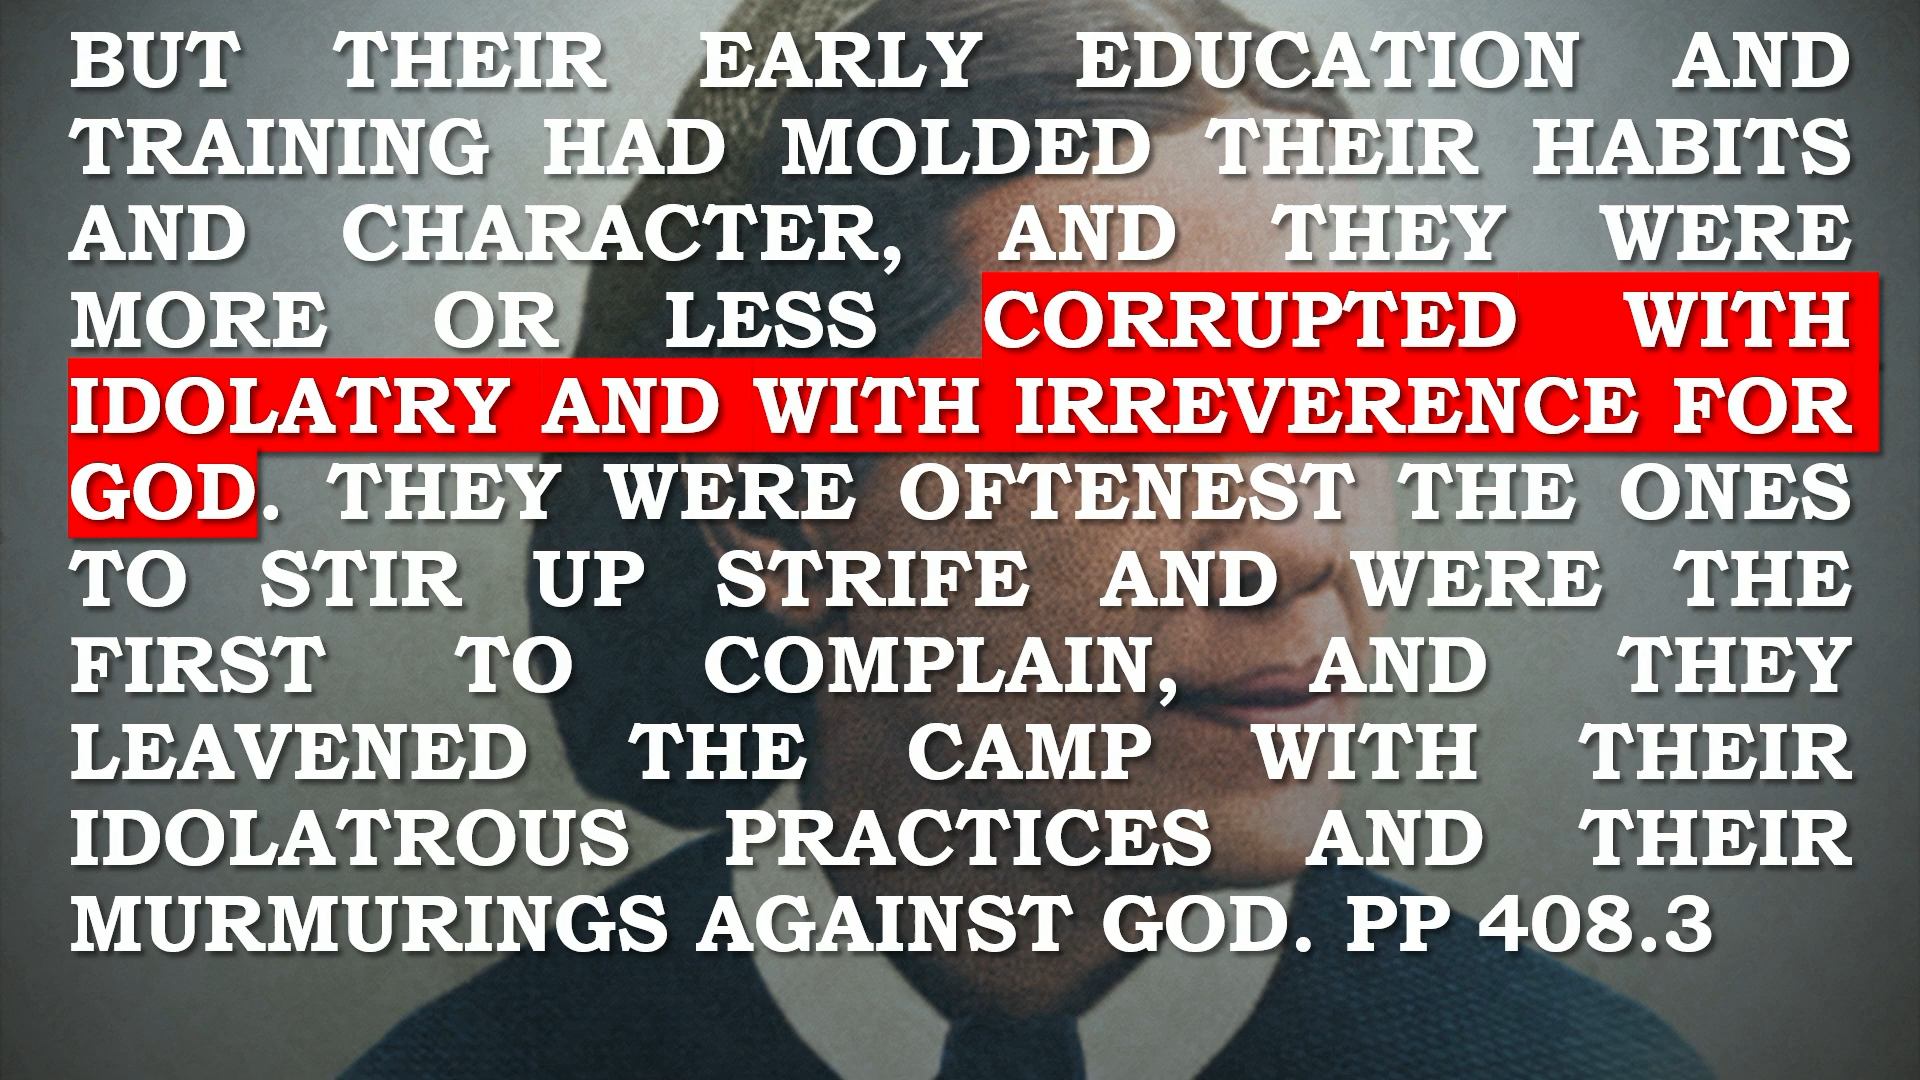 BUT THEIR EARLY EDUCATION AND
TRAINING HAD MOLDED THEIR HABITS
AND CHARACTER, AND THEY WERE
MORE OR LESS CORRUPTED WITH
IDOLATRY AND WITH IRREVERENCE FOR
GOD. THEY WERE OFTENEST THE ONES
TO STIR UP STRIFE AND WERE THE
FIRST TO COMPLAIN, AND THEY
LEAVENED THE CAMP WITH THEIR
IDOLATROUS PRACTICES AND THEIR
MURMURINGS AGAINST GOD. PP 408.3